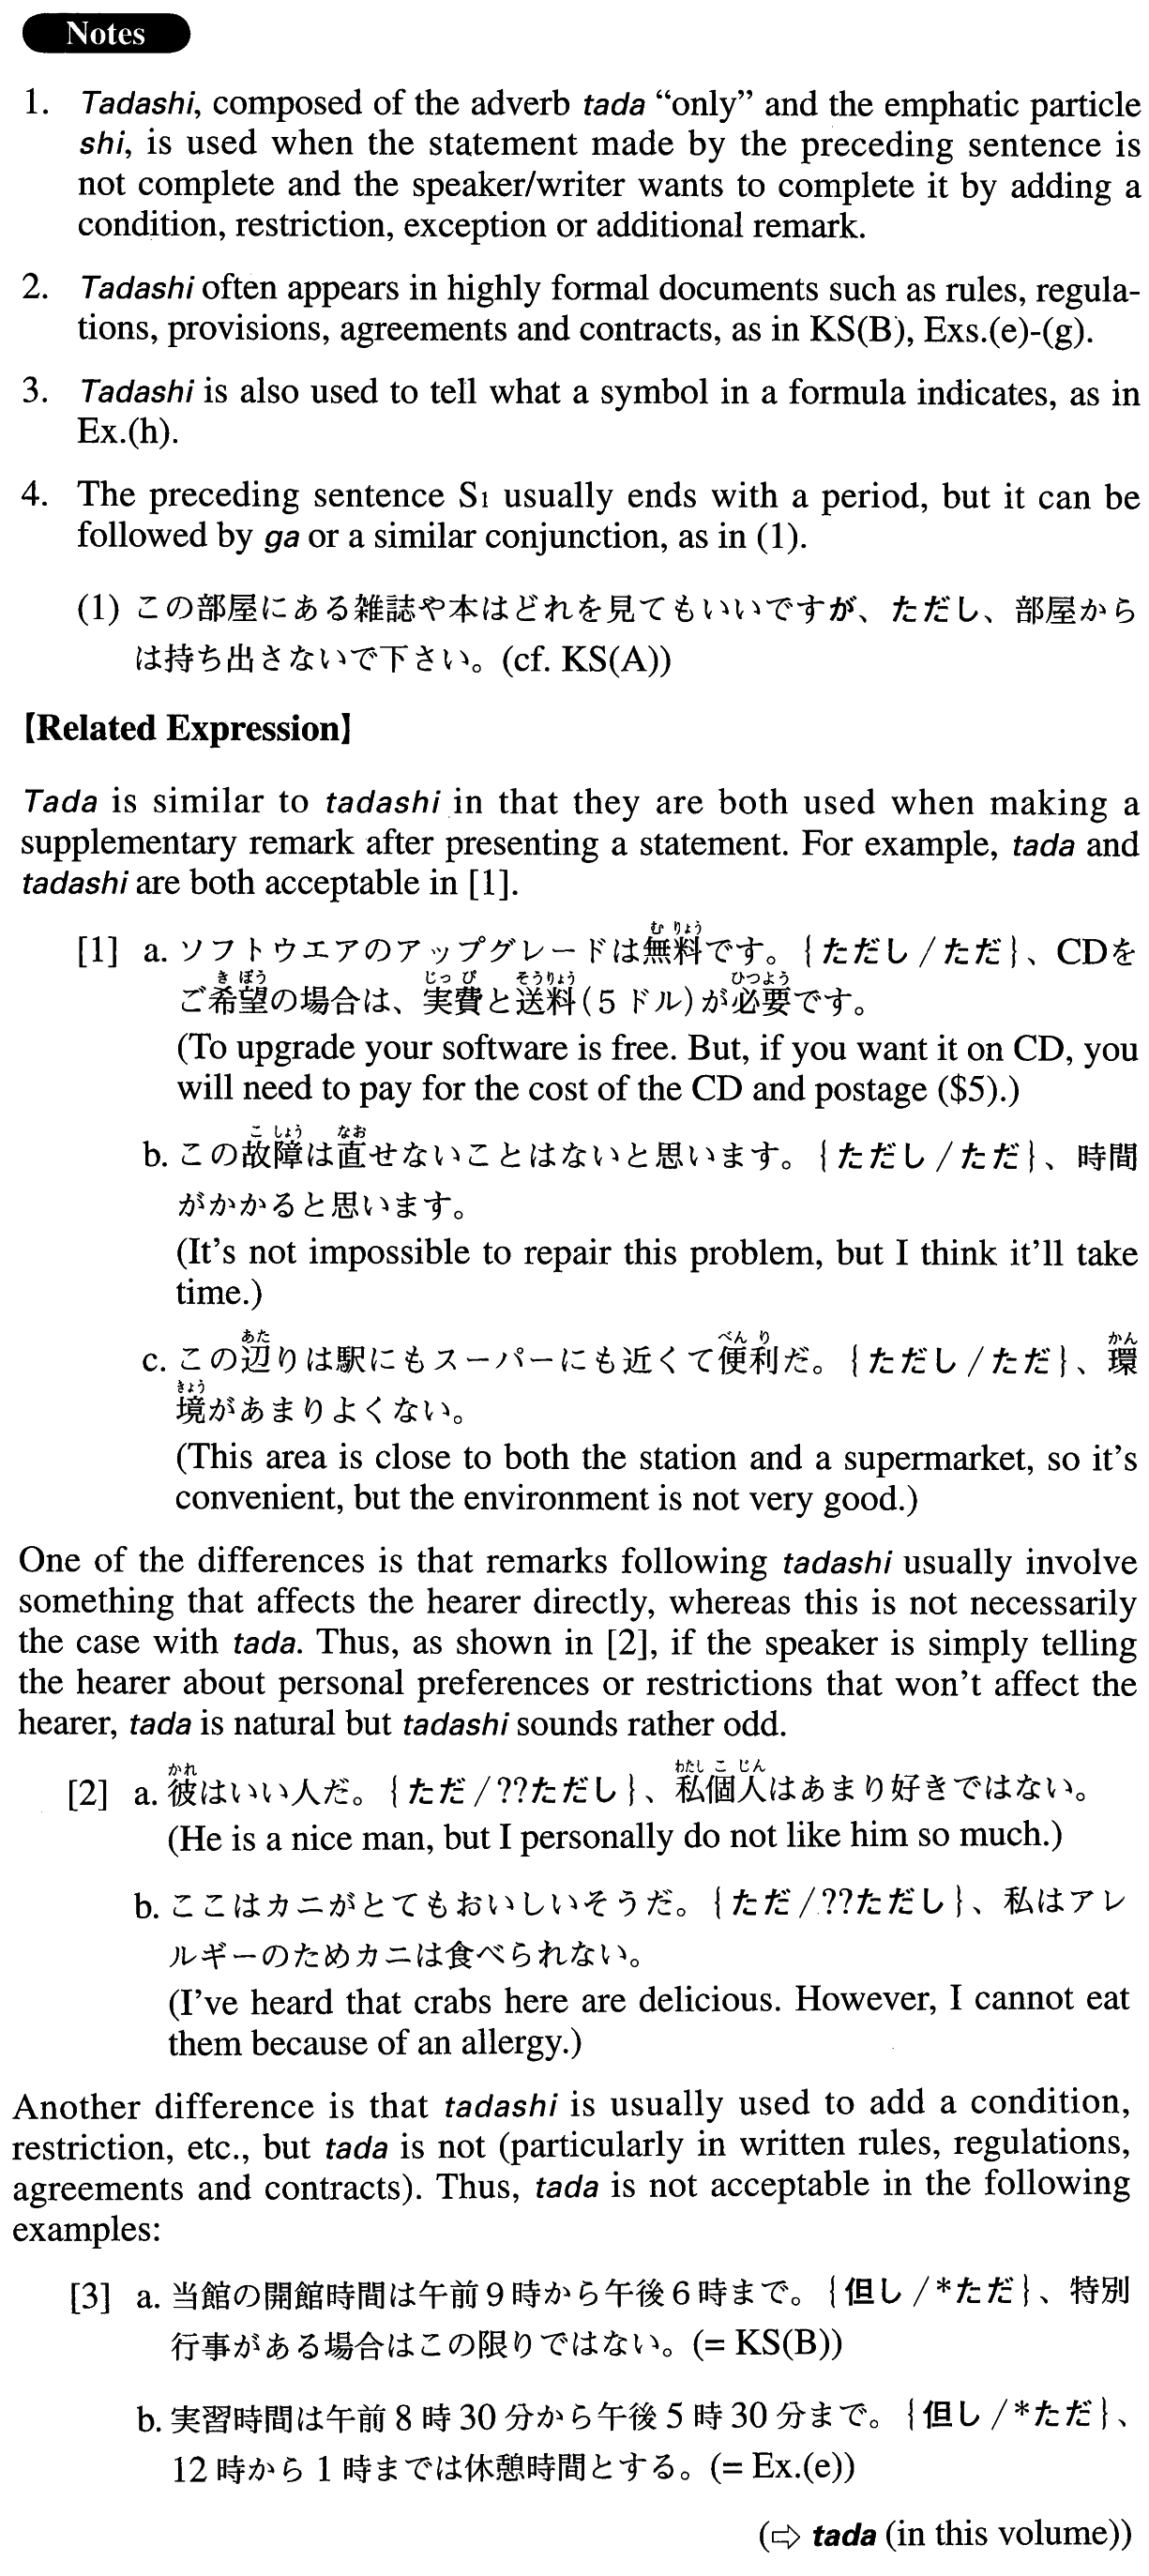 Notes
1. Tadashi, composed of the adverb tada “only” and the emphatic particle
shi, is used when the statement made by the preceding sentence is
not complete and the speaker/writer wants to complete it by adding a
condition, restriction, exception or additional remark.
2. Tadashi often appears in highly formal documents such as rules, regula-
tions, provisions, agreements and contracts, as in KS(B), Exs.(e)-(g).
3. Tadashi is also used to tell what a symbol in a formula indicates, as in
Ex.(h).
4. The preceding sentence S1 usually ends with a period, but it can be
followed by ga or a similar conjunction, as in (1).
(1) この部屋にある雑誌や本はどれを見てもいいですが、ただし、部屋から
は持ち出さないで下さい。(cf. KS(A))
【Related Expression】
Tada is similar to tadashi in that they are both used when making a
supplementary remark after presenting a statement. For example, tada and
tadashi are both acceptable in [1].
む りょう
[1] a. ソフトウエアのアップグレードは無料です。{ただし/ただ}、CDを
き ぼう じっ ぴ そうりょう ひつよう
ご希望の場合は、実費と送料(5ドル)が必要です。
(To upgrade your software is free. But, if you want it on CD, you
will need to pay for the cost of the CD and postage ($5).)
こ しょう なお
b. この故障は直せないことはないと思います。{ただし/ただ}、時間
がかかると思います。
(It’s not impossible to repair this problem, but I think it’ll take
time.)
あた べん り かん
c. この辺りは駅にもスーパーにも近くて便利だ。{ただし/ただ}、環
きょう
境があまりよくない。
(This area is close to both the station and a supermarket, so it’s
convenient, but the environment is not very good.)
One of the differences is that remarks following tadashi usually involve
something that affects the hearer directly, whereas this is not necessarily
the case with tada. Thus, as shown in [2], if the speaker is simply telling
the hearer about personal preferences or restrictions that won’t affect the
hearer, tada is natural but tadashi sounds rather odd.
かれ わたし こ じん
[2] a. 彼はいい人だ。{ただ/??ただし}、私個人はあまり好きではない。
(He is a nice man, but I personally do not like him so much.)
b. ここはカニがとてもおいしいそうだ。{ただ/??ただし}、私はアレ
ルギーのためカニは食べられない。
(I’ve heard that crabs here are delicious. However, I cannot eat
them because of an allergy.)
Another difference is that tadashi is usually used to add a condition,
restriction, etc., but tada is not (particularly in written rules, regulations,
agreements and contracts). Thus, tada is not acceptable in the following
examples:
[3] a. 当館の開館時間は午前9時から午後6時まで。{但し/*ただ}、特別
行事がある場合はこの限りではない。(= KS(B))
b. 実習時間は午前8時30分から午後5時30分まで。{但し/*ただ}、
12時から1時までは休憩時間とする。(= Ex.(e))
(⇨ tada (in this volume))